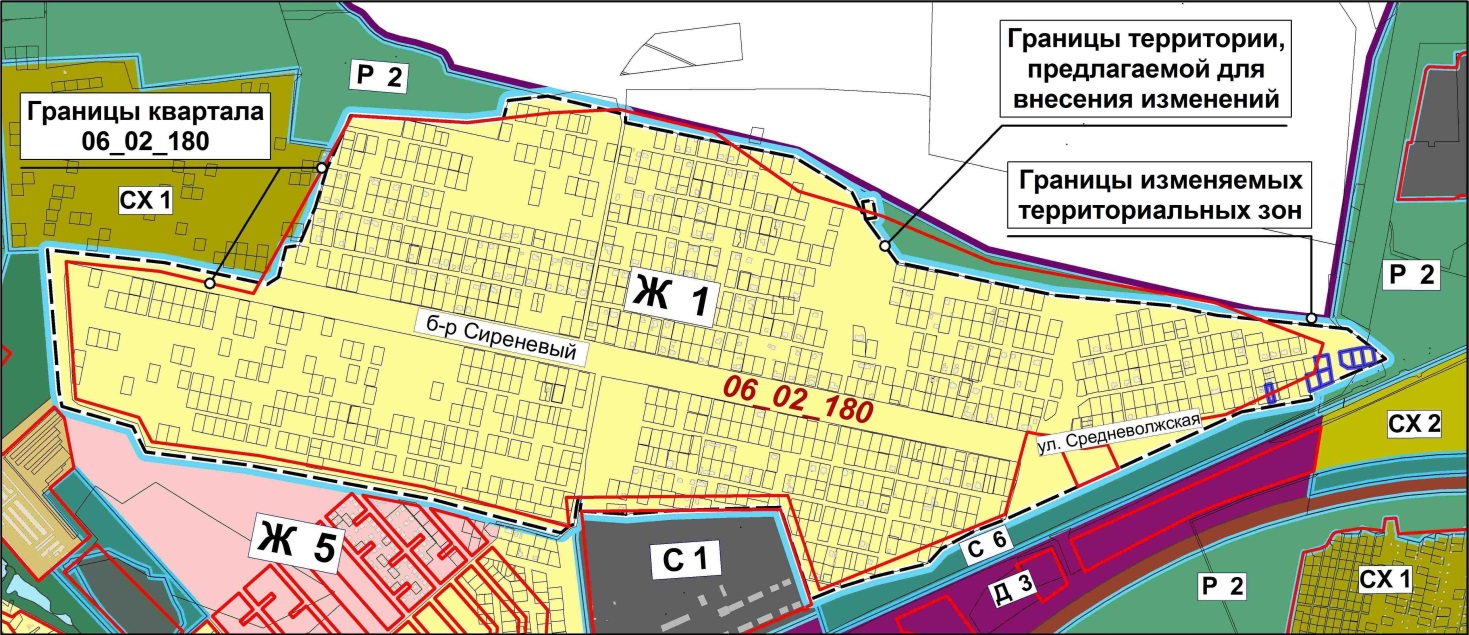 Р 2
Границы территории,
предлагаемой для
внесения изменений
Границы квартала
06_02_180
СХ 1
Границы изменяемых
территориальных зон
Р 2
Ж 1
б-р Сиреневый
06_02_180
ул. Средневолжская
СХ 2
Ж 5
С 1
С 6
Д 3
Р 2
СХ 1